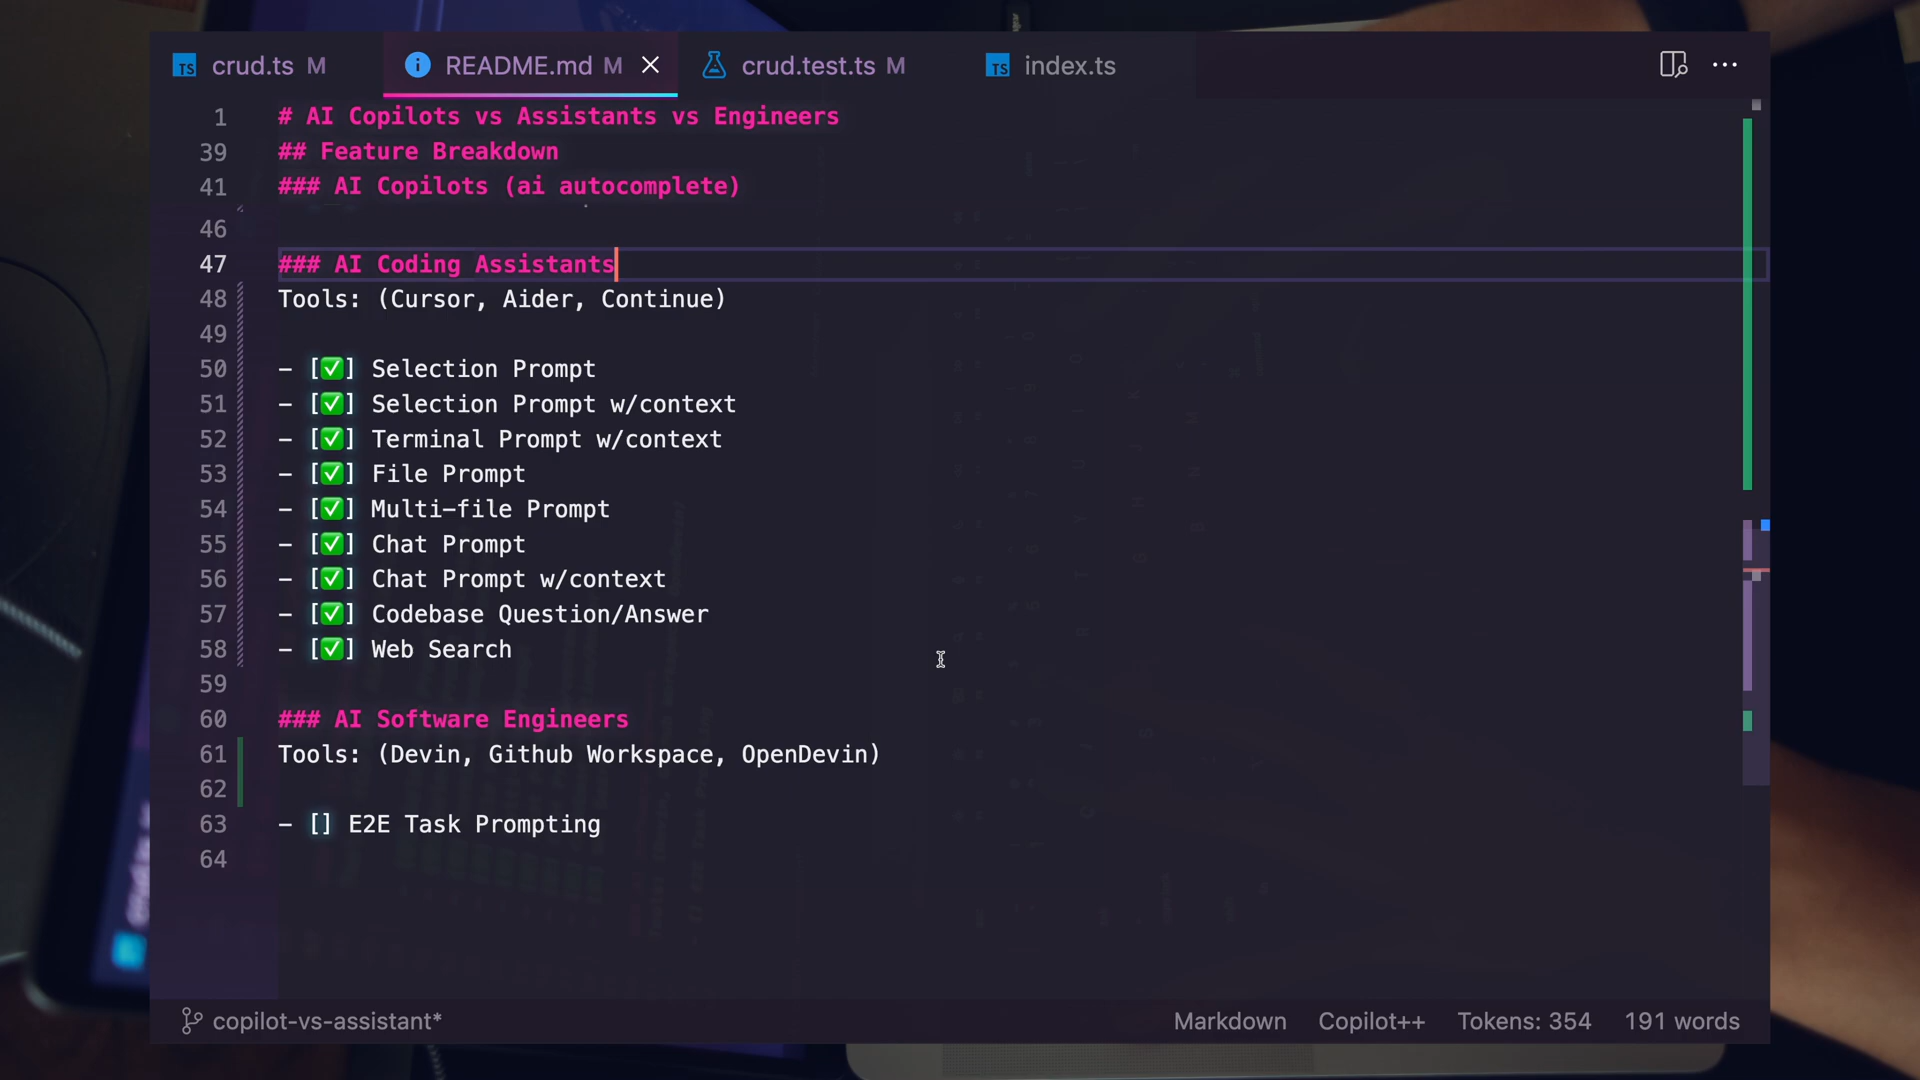 crud.ts M README.md M crud.test.ts M index.ts
1 # AI Copilots vs Assistants vs Engineers
39 ## Feature Breakdown
41 ### AI Copilots (ai autocomplete)
46
47 ### AI Coding Assistants
48 Tools: (Cursor, Aider, Continue)
49
50 - [✅] Selection Prompt
51 - [✅] Selection Prompt w/context
52 - [✅] Terminal Prompt w/context
53 - [✅] File Prompt
54 - [✅] Multi-file Prompt
55 - [✅] Chat Prompt
56 - [✅] Chat Prompt w/context
57 - [✅] Codebase Question/Answer
58 - [✅] Web Search
59
60 ### AI Software Engineers
61 Tools: (Devin, Github Workspace, OpenDevin)
62
63 - [] E2E Task Prompting
64
copilot-vs-assistant* Markdown Copilot++ Tokens: 354 191 words